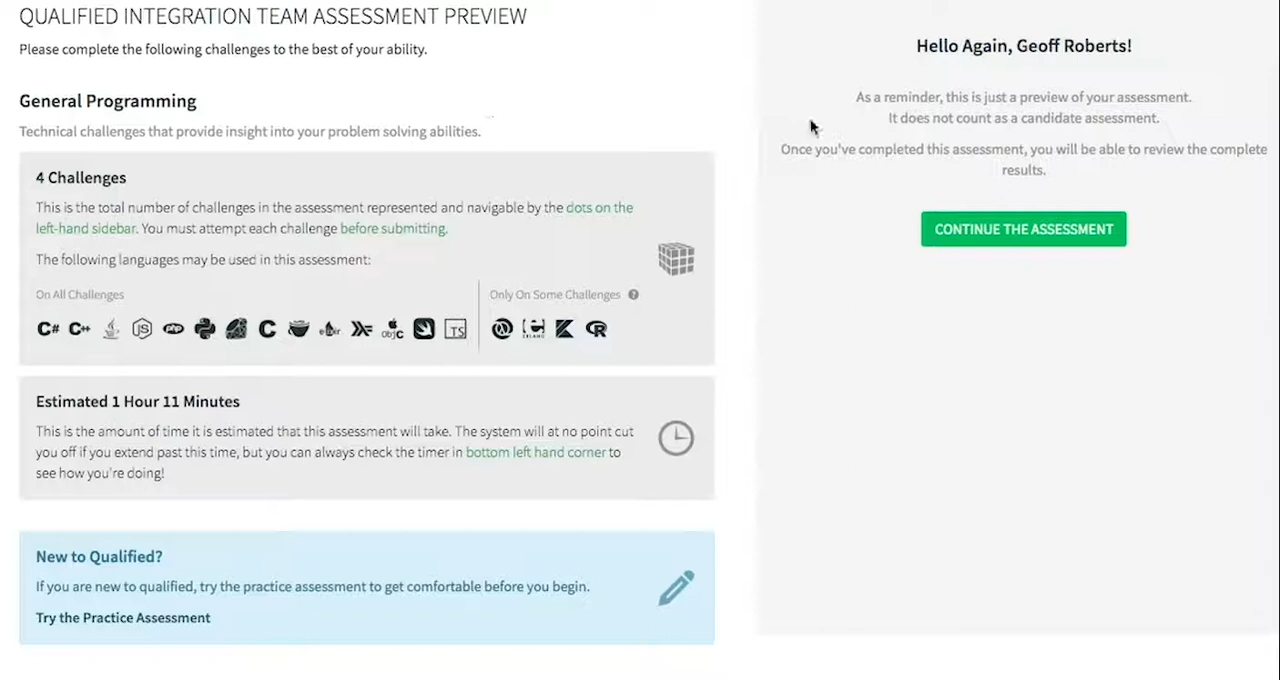 QUALIFIED INTEGRATION TEAM ASSESSMENT PREVIEW
Please complete the following challenges to the best of your ability.
General Programming
Technical challenges that provide insight into your problem solving abilities.
4 Challenges
This is the total number of challenges in the assessment represented and navigable by the dots on the
left-hand sidebar. You must attempt each challenge before submitting.
The following languages may be used in this assessment:
On All Challenges
C# C++ JS php C objC TS
Only On Some Challenges ?
R
Estimated 1 Hour 11 Minutes
This is the amount of time it is estimated that this assessment will take. The system will at no point cut
you off if you extend past this time, but you can always check the timer in bottom left hand corner to
see how you're doing!
New to Qualified?
If you are new to qualified, try the practice assessment to get comfortable before you begin.
Try the Practice Assessment
Hello Again, Geoff Roberts!
As a reminder, this is just a preview of your assessment.
It does not count as a candidate assessment.
Once you've completed this assessment, you will be able to review the complete
results.
CONTINUE THE ASSESSMENT